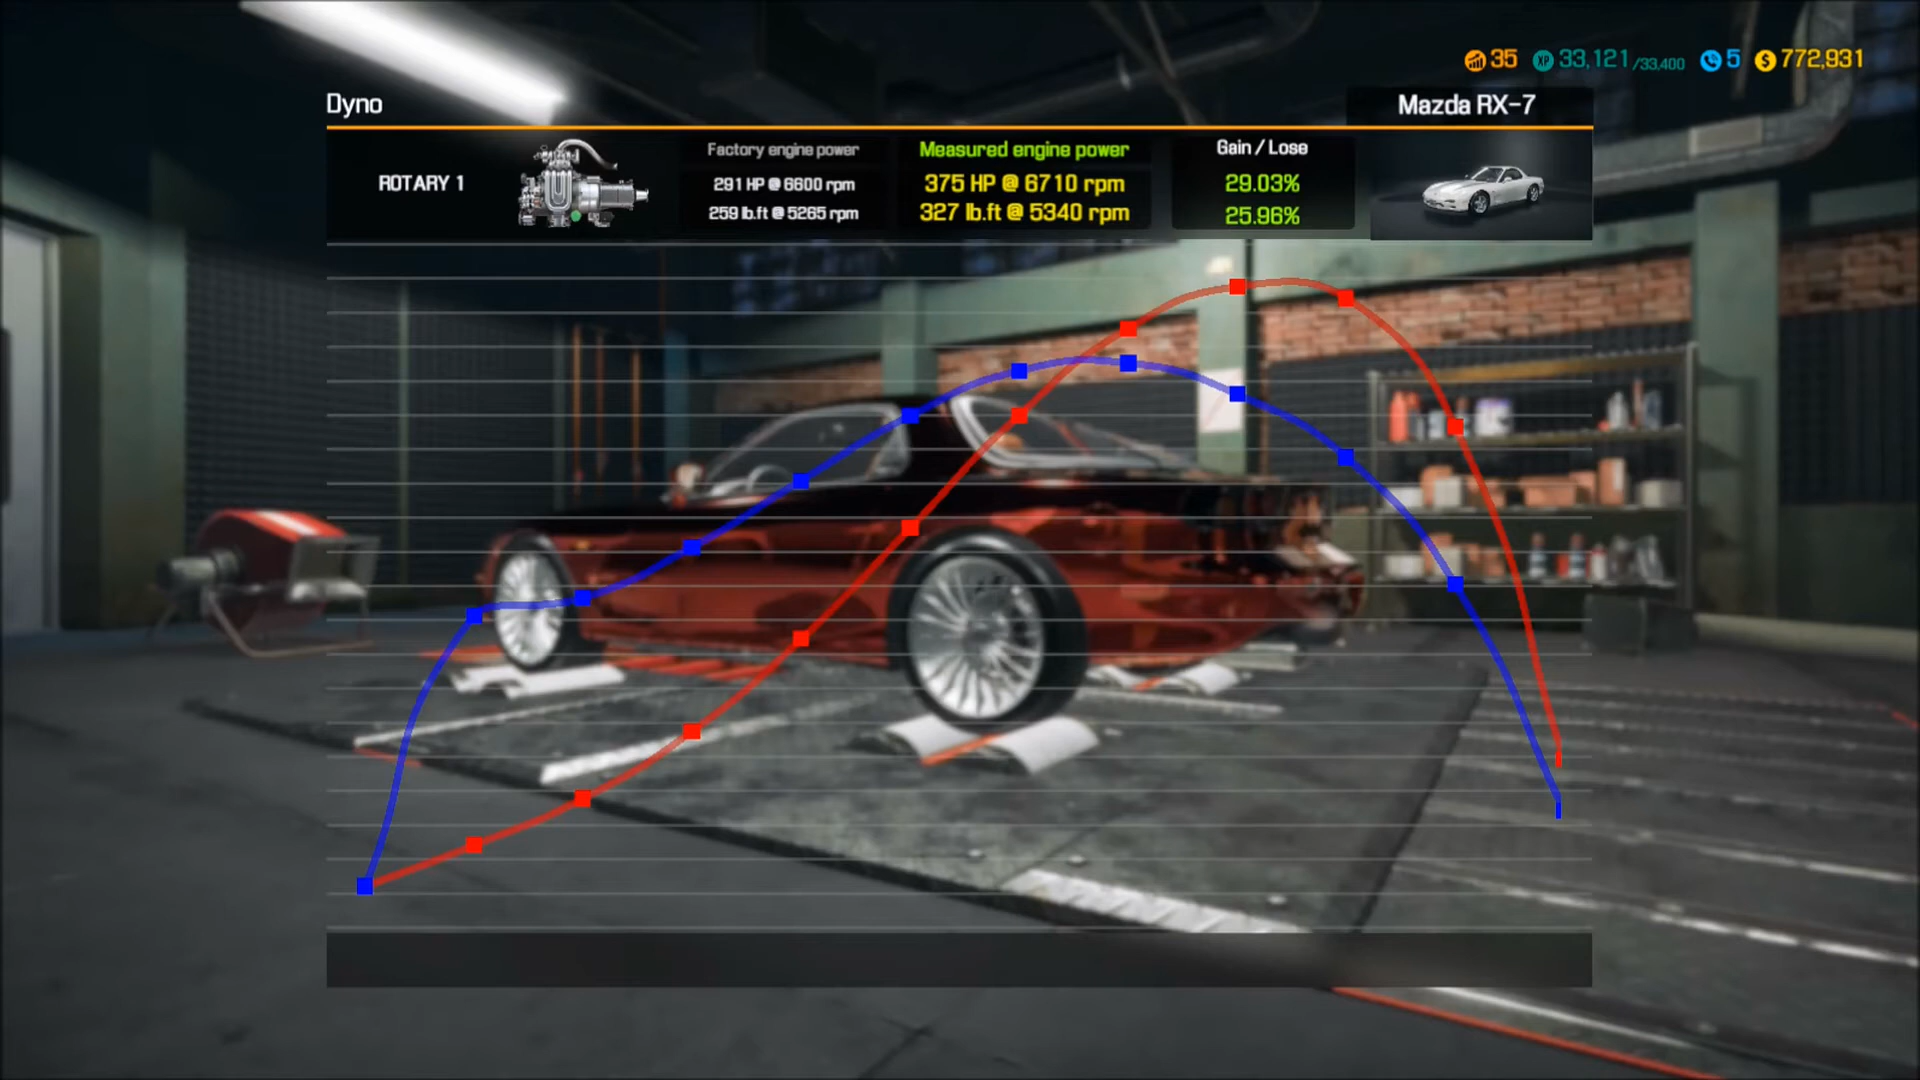 35 XP 33,121/33,400 5 $ 772,931
Dyno
Mazda RX-7
ROTARY 1
Factory engine power
291 HP @ 6600 rpm
259 lb.ft @ 5265 rpm
Measured engine power
375 HP @ 6710 rpm
327 lb.ft @ 5340 rpm
Gain / Lose
29.03%
25.96%